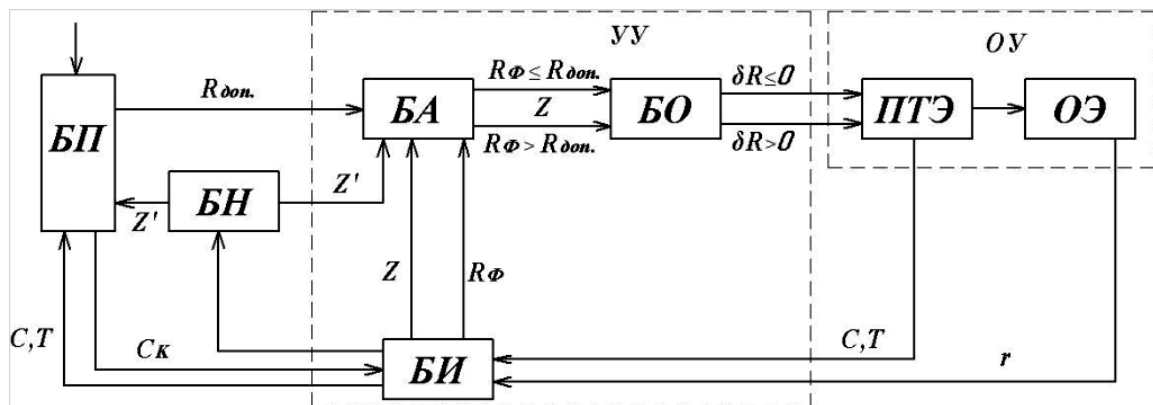 УУ
ОУ
Rдоп.
RФ ≤ Rдоп.
δR≤0
БП
БА
Z
БО
ПТЭ
ОЭ
RФ > Rдоп.
δR>0
Z'
БН
Z'
Z
RФ
С,Т
Ск
БИ
С,Т
r